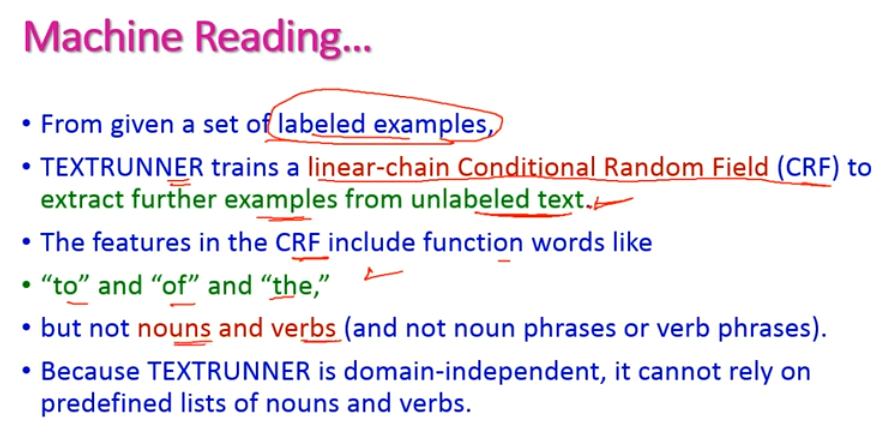 Machine Reading...
• From given a set of labeled examples,
• TEXTRUNNER trains a linear-chain Conditional Random Field (CRF) to
extract further examples from unlabeled text.
• The features in the CRF include function words like
• “to” and “of” and “the,”
• but not nouns and verbs (and not noun phrases or verb phrases).
• Because TEXTRUNNER is domain-independent, it cannot rely on
predefined lists of nouns and verbs.